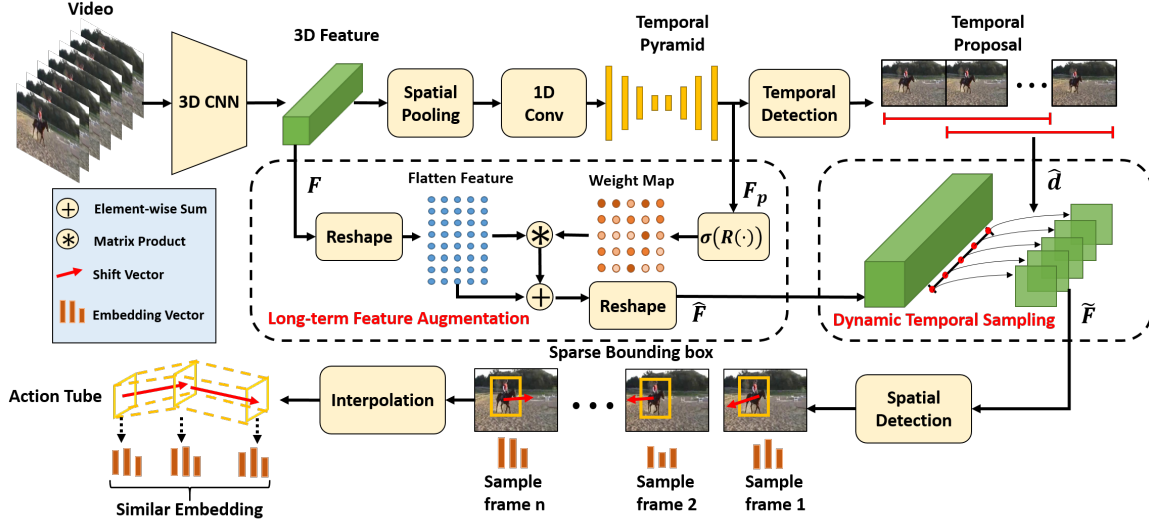 Video
3D CNN
3D Feature
Spatial
Pooling
1D
Conv
Temporal
Pyramid
Temporal
Detection
Temporal
Proposal
F
Flatten Feature
Weight Map
F_p
d̂
Reshape
σ(R(·))
Reshape
F̂
Long-term Feature Augmentation
Dynamic Temporal Sampling
F̃
Element-wise Sum
Matrix Product
Shift Vector
Embedding Vector
Sparse Bounding box
Action Tube
Interpolation
Spatial
Detection
Sample
frame n
Sample
frame 2
Sample
frame 1
Similar Embedding